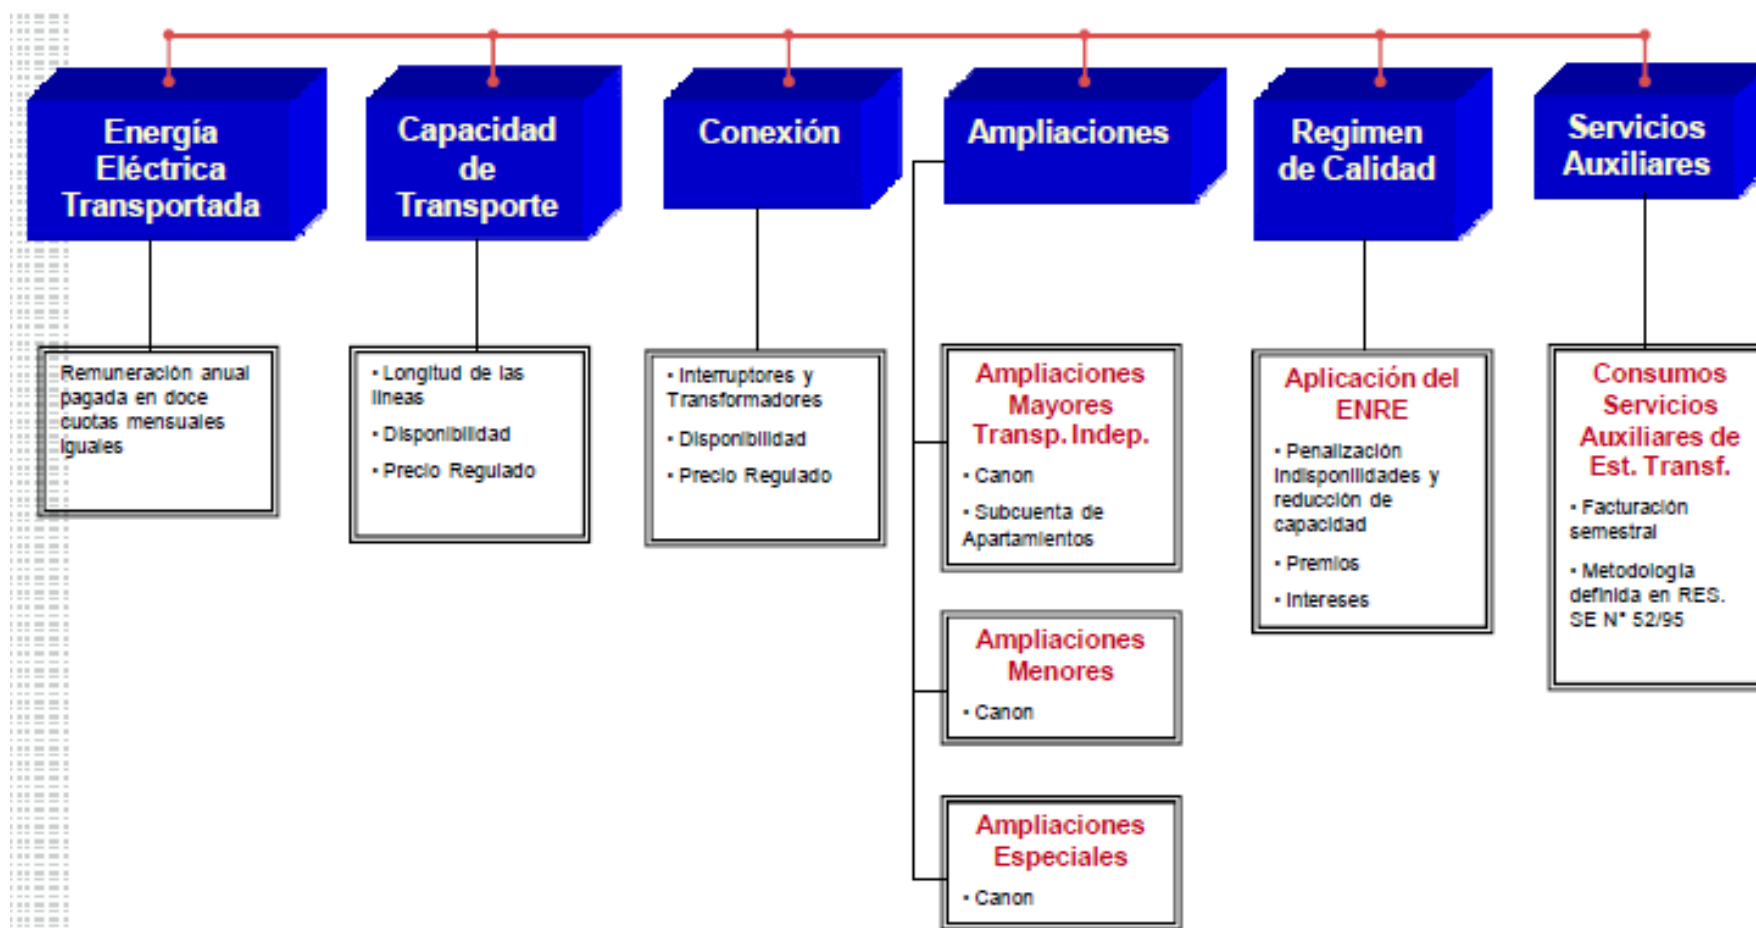 Energía
Eléctrica
Transportada
Capacidad
de
Transporte
Conexión
Ampliaciones
Regimen
de Calidad
Servicios
Auxiliares
Remuneración anual
pagada en doce
cuotas mensuales
iguales
▪ Longitud de las
líneas
▪ Disponibilidad
▪ Precio Regulado
▪ Interruptores y
Transformadores
▪ Disponibilidad
▪ Precio Regulado
Ampliaciones
Mayores
Transp. Indep.
▪ Canon
▪ Subcuenta de
Apartamientos
Ampliaciones
Menores
▪ Canon
Ampliaciones
Especiales
▪ Canon
Aplicación del
ENRE
▪ Penalización
Indisponilidades y
reducción de
capacidad
▪ Premios
▪ Intereses
Consumos
Servicios
Auxiliares de
Est. Transf.
▪ Facturación
semestral
▪ Metodología
definida en RES.
SE N° 52/95